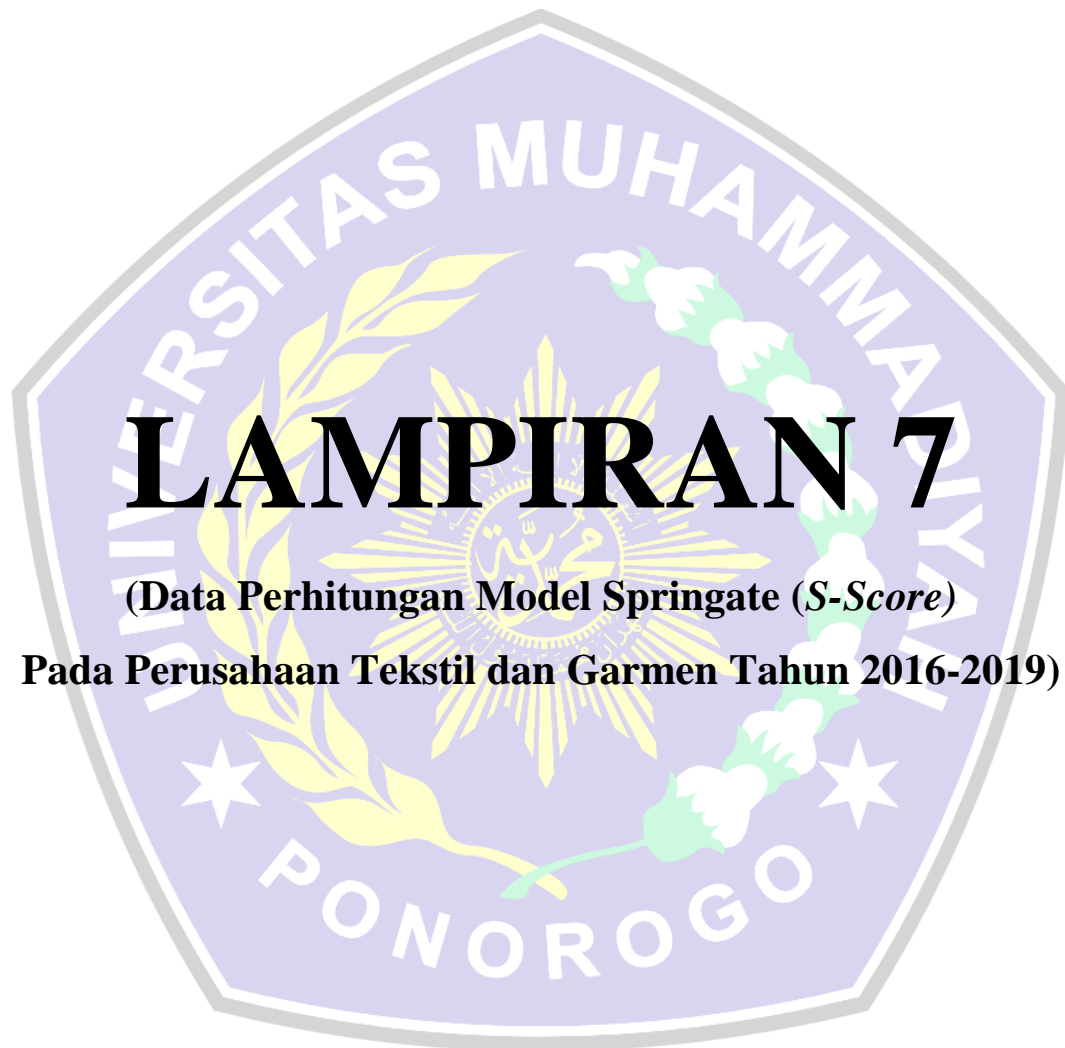 UNIVERSITAS MUHAMMADIYAH
LAMPIRAN 7
(Data Perhitungan Model Springate (S-Score)
Pada Perusahaan Tekstil dan Garmen Tahun 2016-2019)
PONOROGO